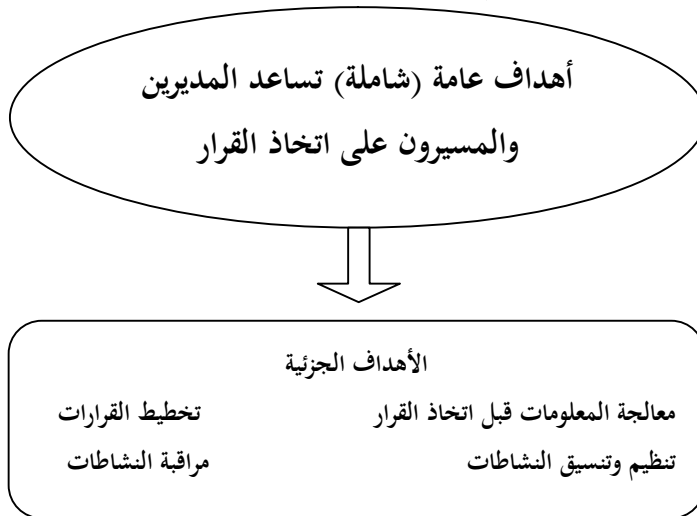 أهداف عامة (شاملة) تساعد المديرين
والمسيرون على اتخاذ القرار
الأهداف الجزئية
معالجة المعلومات قبل اتخاذ القرار تخطيط القرارات
تنظيم وتنسيق النشاطات مراقبة النشاطات